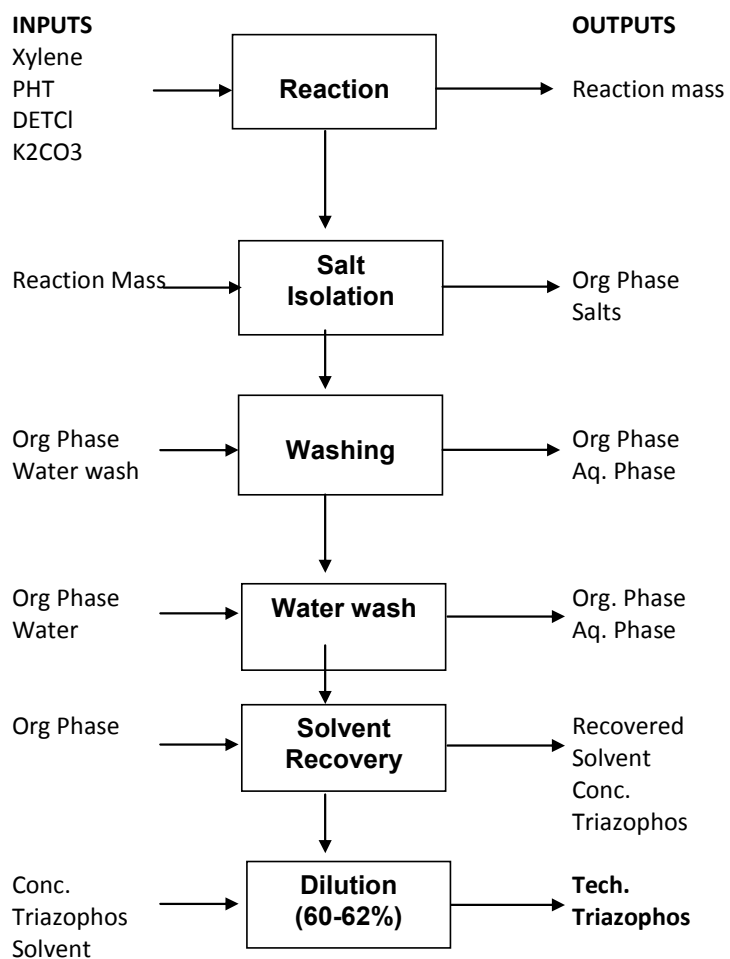 INPUTS
Xylene
PHT
DETCl
K2CO3
Reaction
OUTPUTS
Reaction mass
Reaction Mass
Salt
Isolation
Org Phase
Salts
Org Phase
Water wash
Washing
Org Phase
Aq. Phase
Org Phase
Water
Water wash
Org. Phase
Aq. Phase
Org Phase
Solvent
Recovery
Recovered
Solvent
Conc.
Triazophos
Conc.
Triazophos
Solvent
Dilution
(60-62%)
Tech.
Triazophos